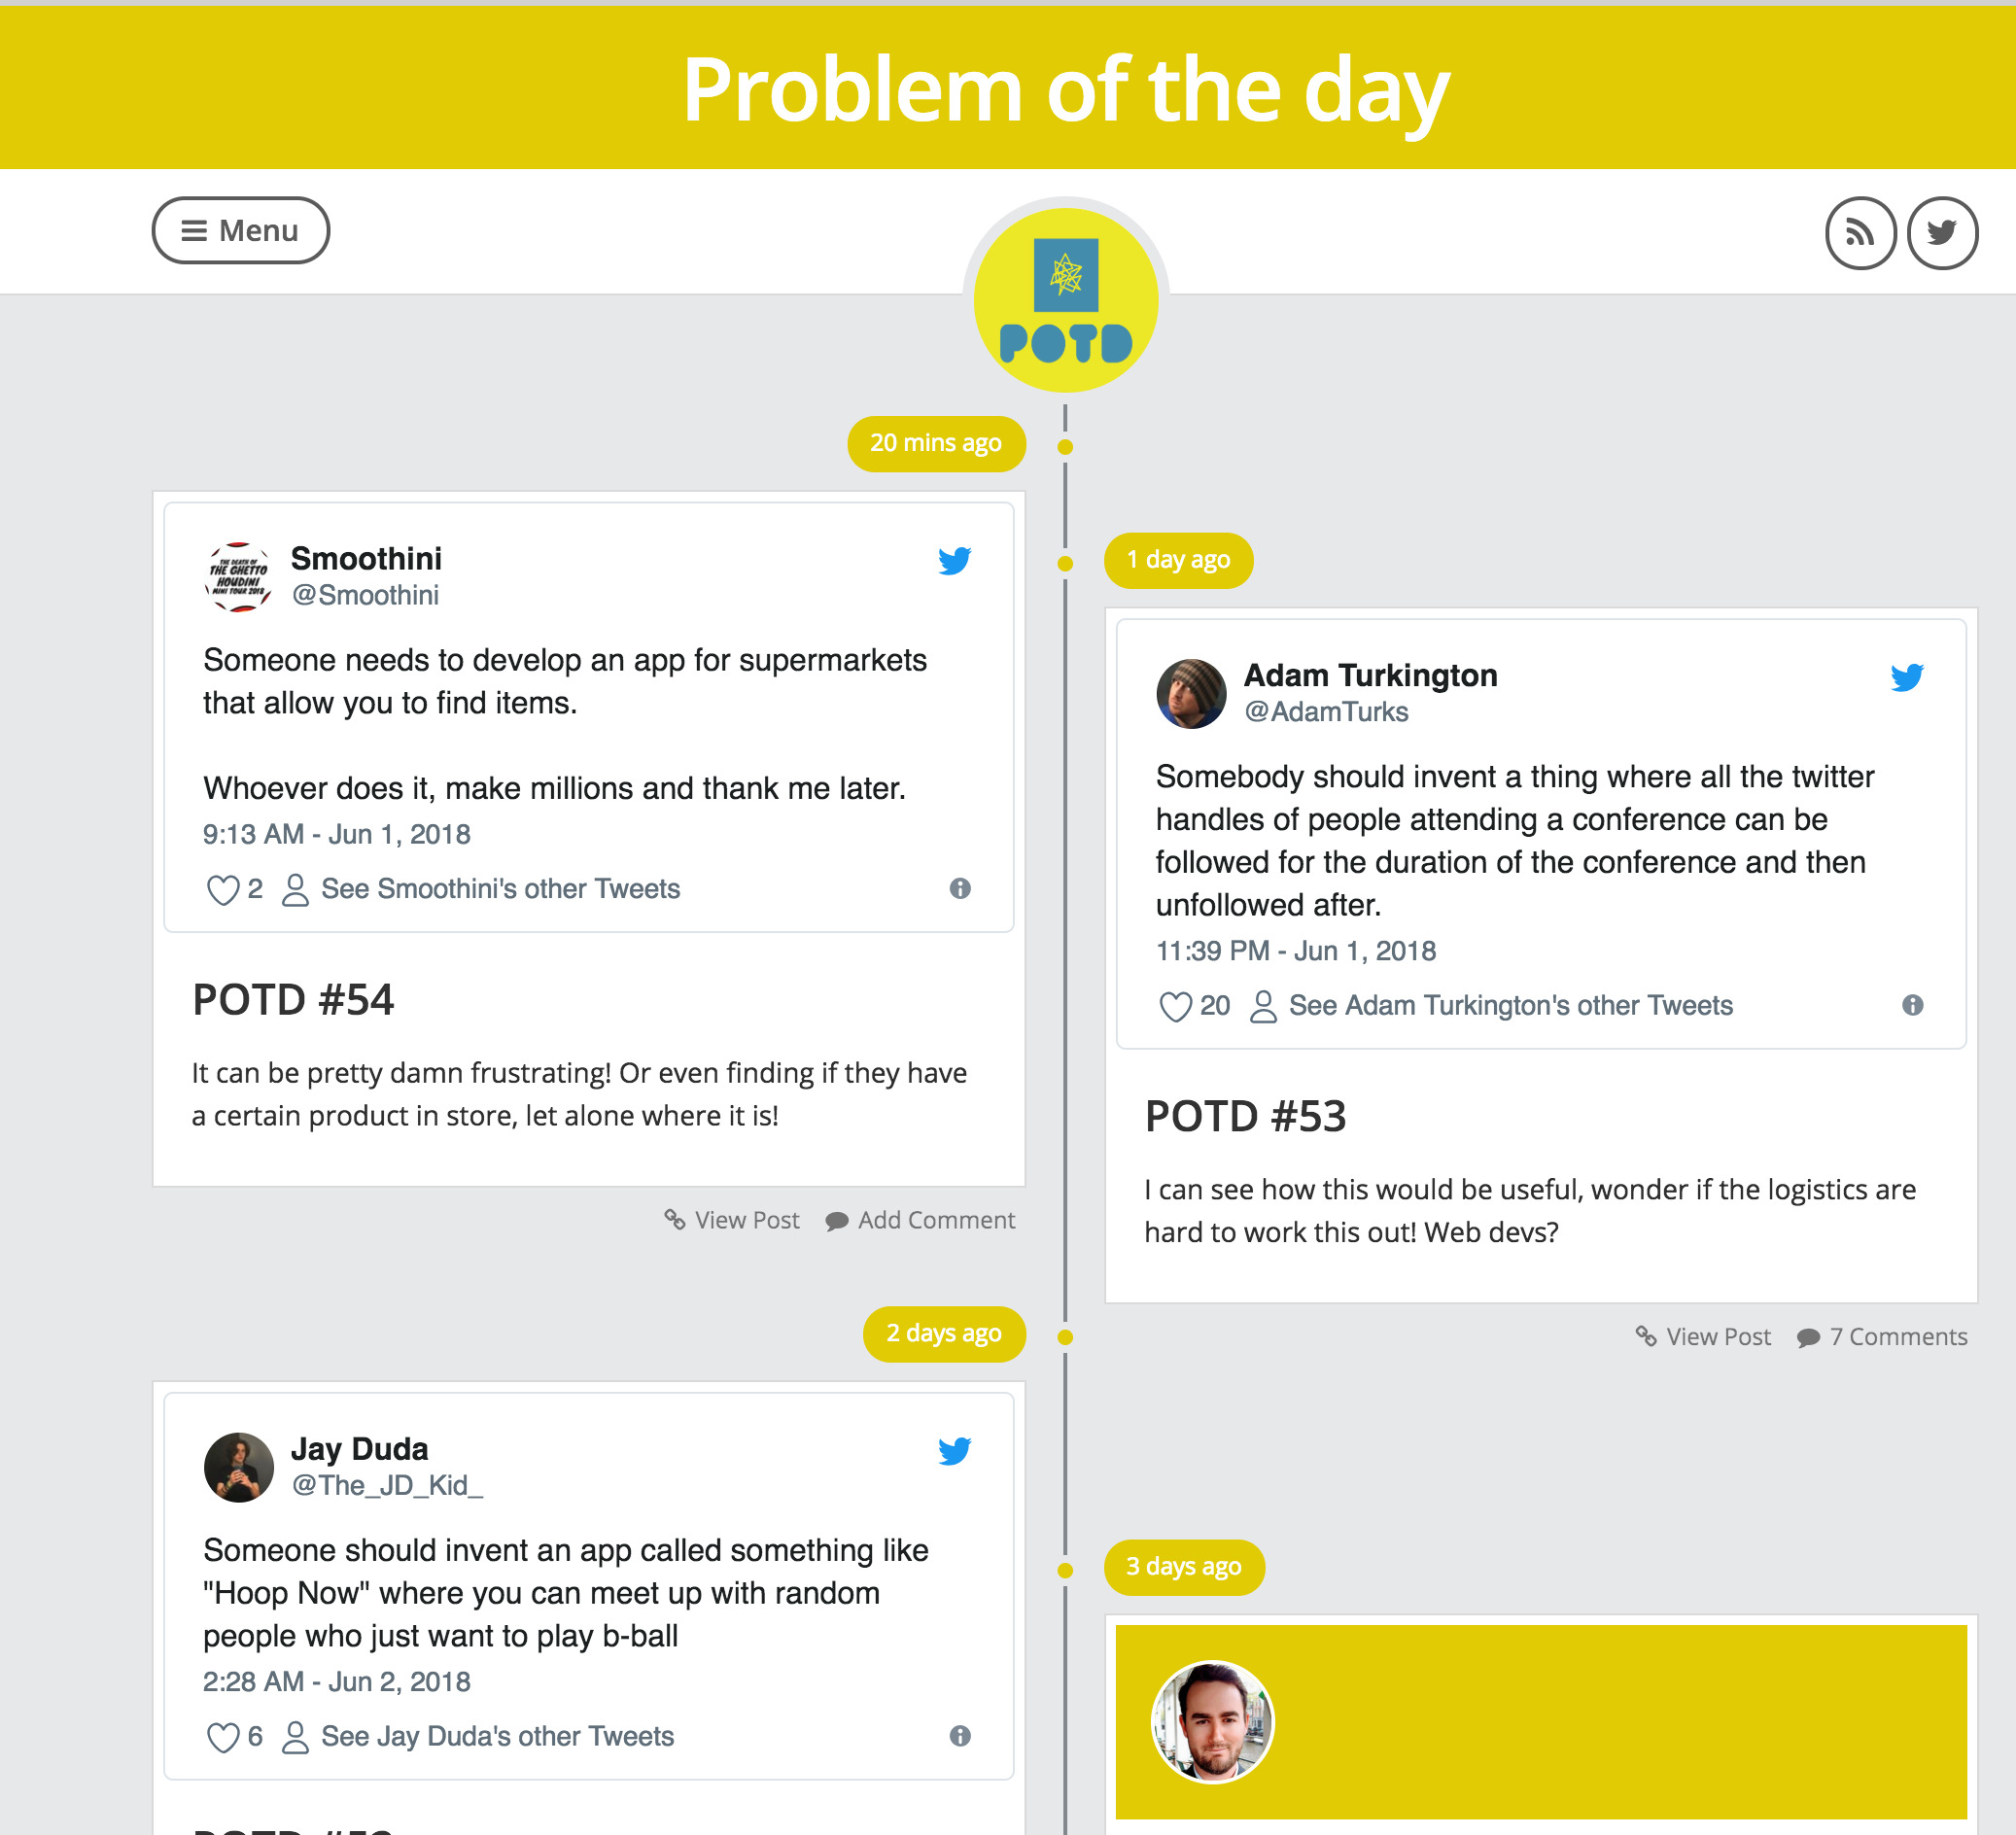 Problem of the day
Menu
POTD
20 mins ago
THE DEATH OF
THE GHETTO
HOUDINI
MINI TOUR 2018
Smoothini
@Smoothini
Someone needs to develop an app for supermarkets
that allow you to find items.
Whoever does it, make millions and thank me later.
9:13 AM - Jun 1, 2018
2 See Smoothini's other Tweets
POTD #54
It can be pretty damn frustrating! Or even finding if they have
a certain product in store, let alone where it is!
View Post Add Comment
1 day ago
Adam Turkington
@AdamTurks
Somebody should invent a thing where all the twitter
handles of people attending a conference can be
followed for the duration of the conference and then
unfollowed after.
11:39 PM - Jun 1, 2018
20 See Adam Turkington's other Tweets
POTD #53
I can see how this would be useful, wonder if the logistics are
hard to work this out! Web devs?
View Post 7 Comments
2 days ago
Jay Duda
@The_JD_Kid_
Someone should invent an app called something like
"Hoop Now" where you can meet up with random
people who just want to play b-ball
2:28 AM - Jun 2, 2018
6 See Jay Duda's other Tweets
3 days ago